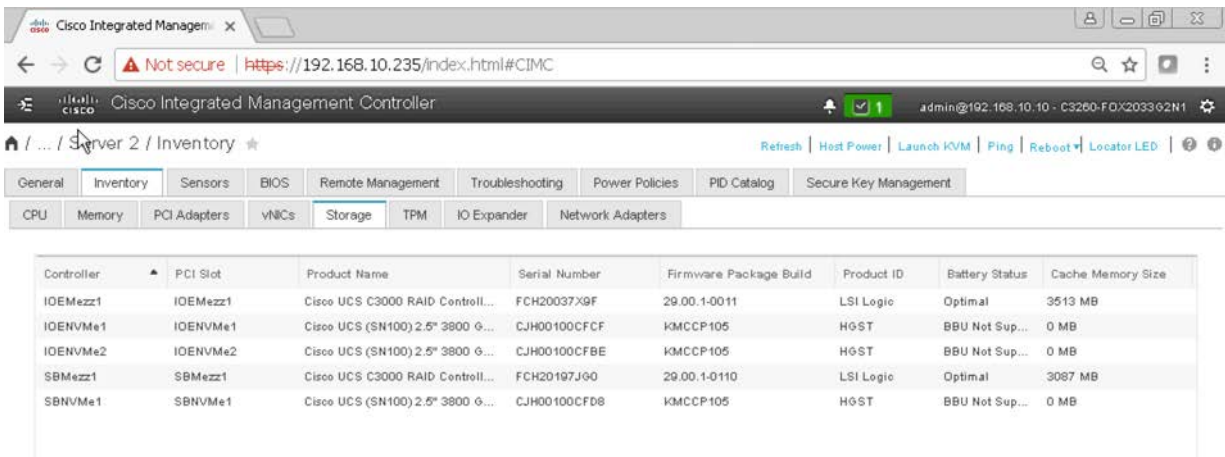 Cisco Integrated Managem
Not secure | https://192.168.10.235/index.html#CIMC
CISCO Cisco Integrated Management Controller 1 admin@192.168.10.10 - C3260-FOX2033G2N1
/ ... / Server 2 / Inventory Refresh | Host Power | Launch KVM | Ping | Reboot | Locator LED |
General Inventory Sensors BIOS Remote Management Troubleshooting Power Policies PID Catalog Secure Key Management
CPU Memory PCI Adapters vNICs Storage TPM IO Expander Network Adapters
Controller PCI Slot Product Name Serial Number Firmware Package Build Product ID Battery Status Cache Memory Size
IOEMezz1 IOEMezz1 Cisco UCS C3000 RAID Controll... FCH20037X9F 29.00.1-0011 LSI Logic Optimal 3513 MB
IOENVMe1 IOENVMe1 Cisco UCS (SN100) 2.5" 3800 G... CJH00100CFCF KMCCP105 HGST BBU Not Sup... 0 MB
IOENVMe2 IOENVMe2 Cisco UCS (SN100) 2.5" 3800 G... CJH00100CFBE KMCCP105 HGST BBU Not Sup... 0 MB
SBMezz1 SBMezz1 Cisco UCS C3000 RAID Controll... FCH20197JG0 29.00.1-0110 LSI Logic Optimal 3087 MB
SBNVMe1 SBNVMe1 Cisco UCS (SN100) 2.5" 3800 G... CJH00100CFD8 KMCCP105 HGST BBU Not Sup... 0 MB